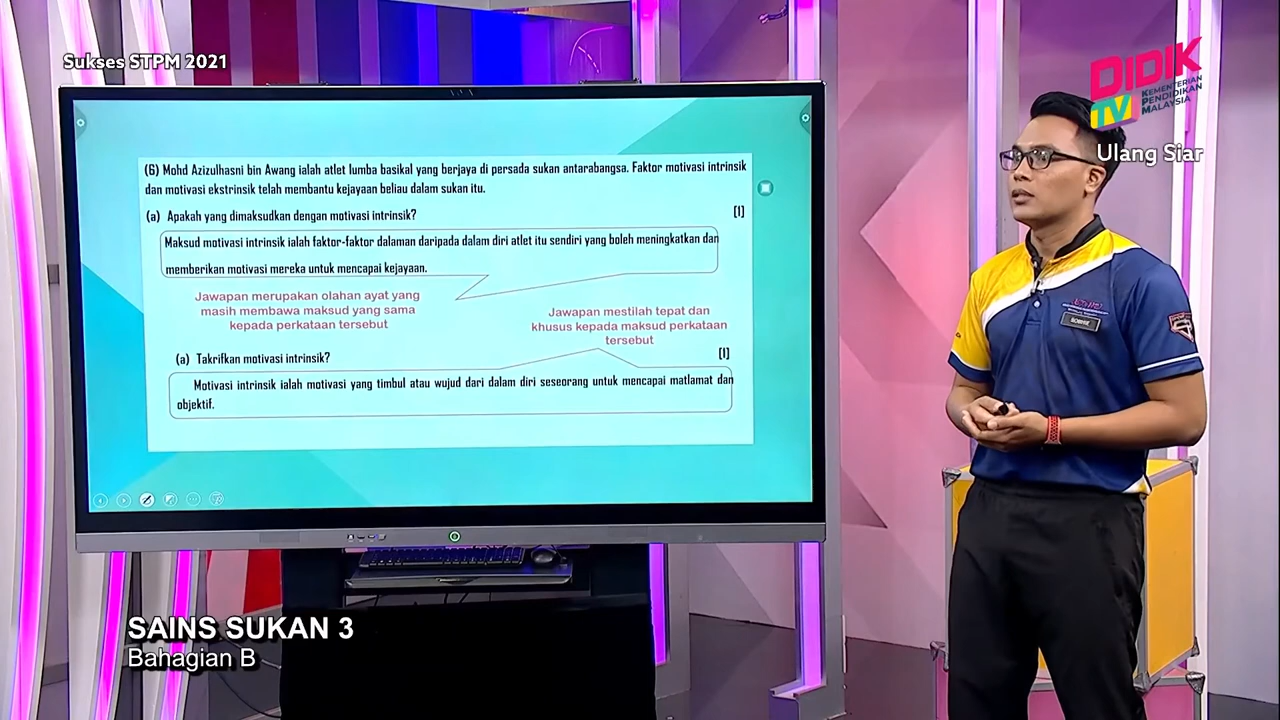 Sukses STPM 2021
DIDIK
TV
KEMENTERIAN
PENDIDIKAN
MALAYSIA
Ulang Siar
(6) Mohd Azizulhasni bin Awang ialah atlet lumba basikal yang berjaya di persada sukan antarabangsa. Faktor motivasi intrinsik
dan motivasi ekstrinsik telah membantu kejayaan beliau dalam sukan itu.
(a) Apakah yang dimaksudkan dengan motivasi intrinsik? [1]
Maksud motivasi intrinsik ialah faktor-faktor dalaman daripada dalam diri atlet itu sendiri yang boleh meningkatkan dan
memberikan motivasi mereka untuk mencapai kejayaan.
Jawapan merupakan olahan ayat yang
masih membawa maksud yang sama
kepada perkataan tersebut
Jawapan mestilah tepat dan
khusus kepada maksud perkataan
tersebut
(a) Takrifkan motivasi intrinsik? [1]
Motivasi intrinsik ialah motivasi yang timbul atau wujud dari dalam diri seseorang untuk mencapai matlamat dan
objektif.
SAINS SUKAN 3
Bahagian B